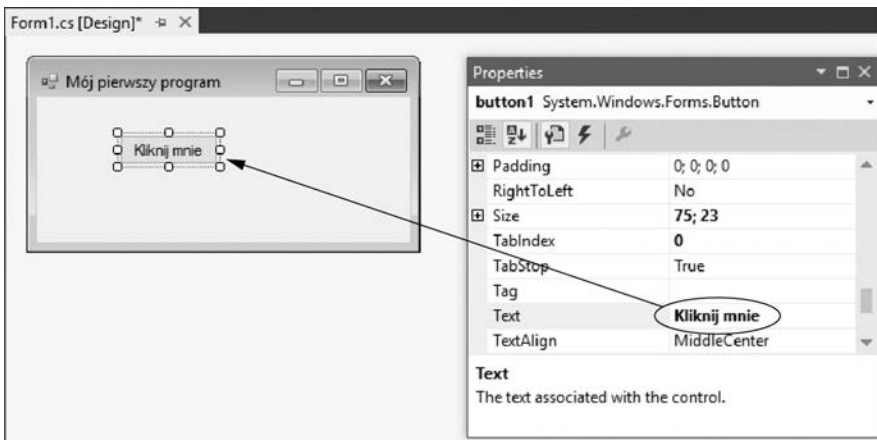 Form1.cs [Design]*
Mój pierwszy program
Kliknij mnie
Properties
button1 System.Windows.Forms.Button
Padding 0; 0; 0; 0
RightToLeft No
Size 75; 23
TabIndex 0
TabStop True
Tag
Text Kliknij mnie
TextAlign MiddleCenter
Text
The text associated with the control.